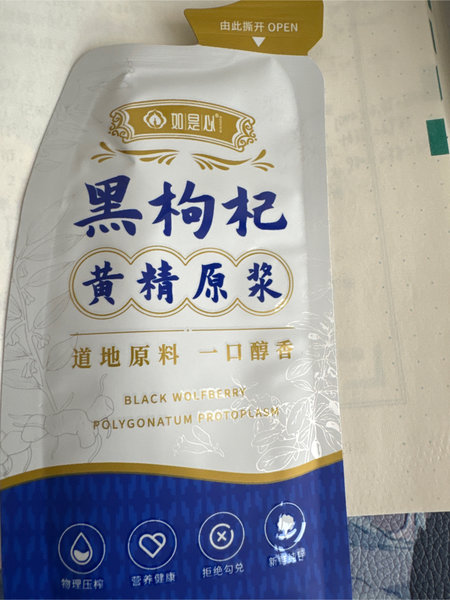 由此撕开 OPEN
如是心
黑枸杞
黄精原浆
道地原料 一口醇香
BLACK WOLFBERRY
POLYGONATUM PROTOPLASM
物理压榨
营养健康
拒绝勾兑